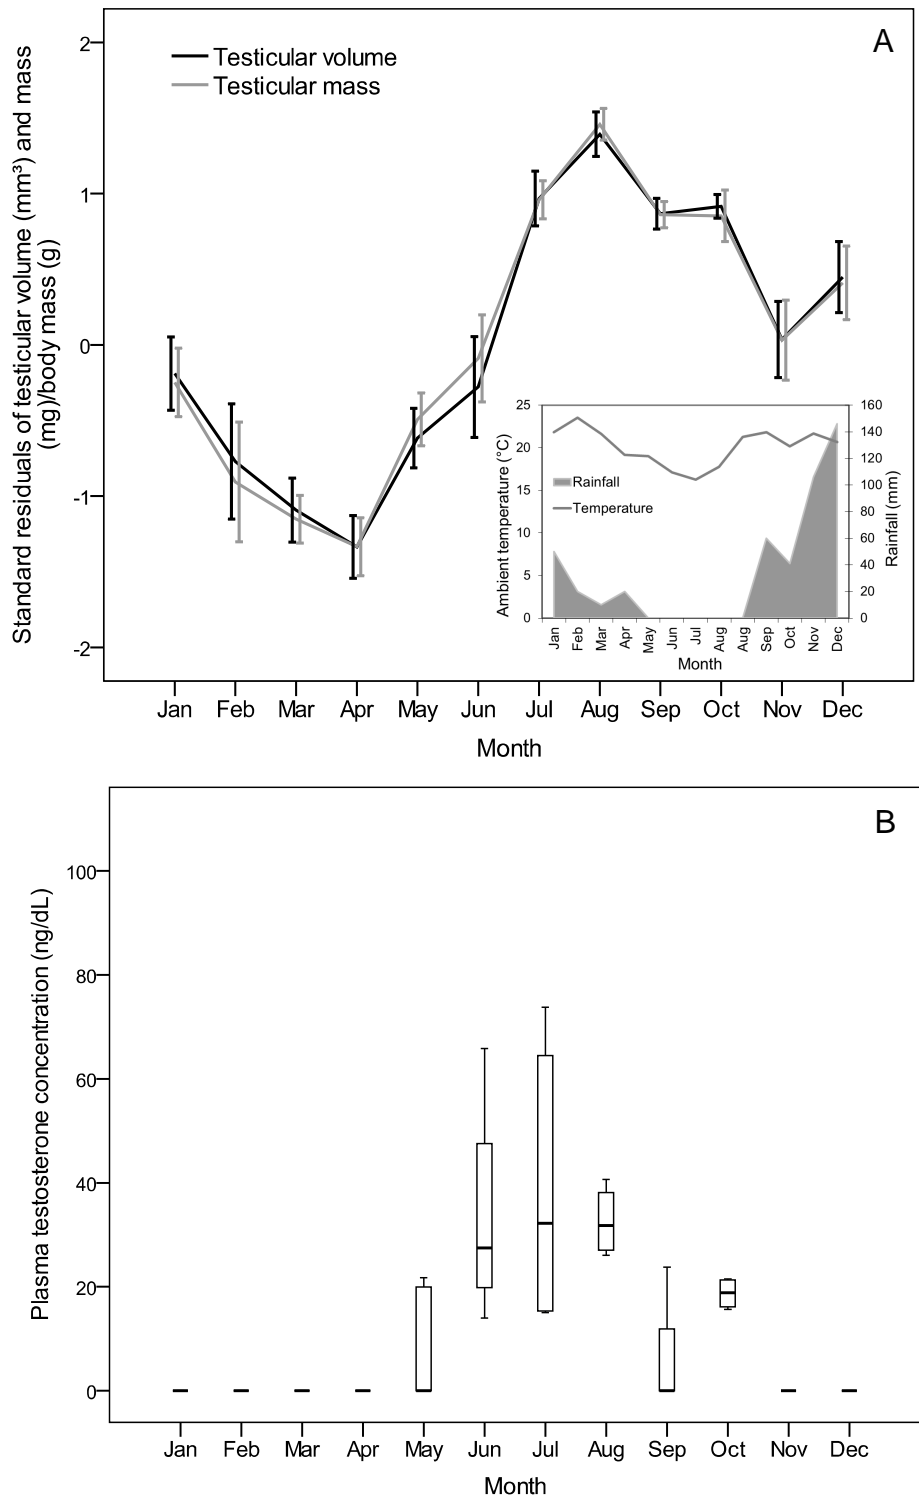 A
Testicular volume
Testicular mass
Standard residuals of testicular volume (mm³) and mass
(mg)/body mass (g)
2
1
0
-1
-2
25
20
15
10
5
0
160
140
120
100
80
60
40
20
0
Ambient temperature (°C)
Rainfall (mm)
Rainfall
Temperature
Jan Feb Mar Apr May Jun Jul Aug Aug Sep Oct Nov Dec
Month
Jan Feb Mar Apr May Jun Jul Aug Sep Oct Nov Dec
Month
B
Plasma testosterone concentration (ng/dL)
100
80
60
40
20
0
Jan Feb Mar Apr May Jun Jul Aug Sep Oct Nov Dec
Month